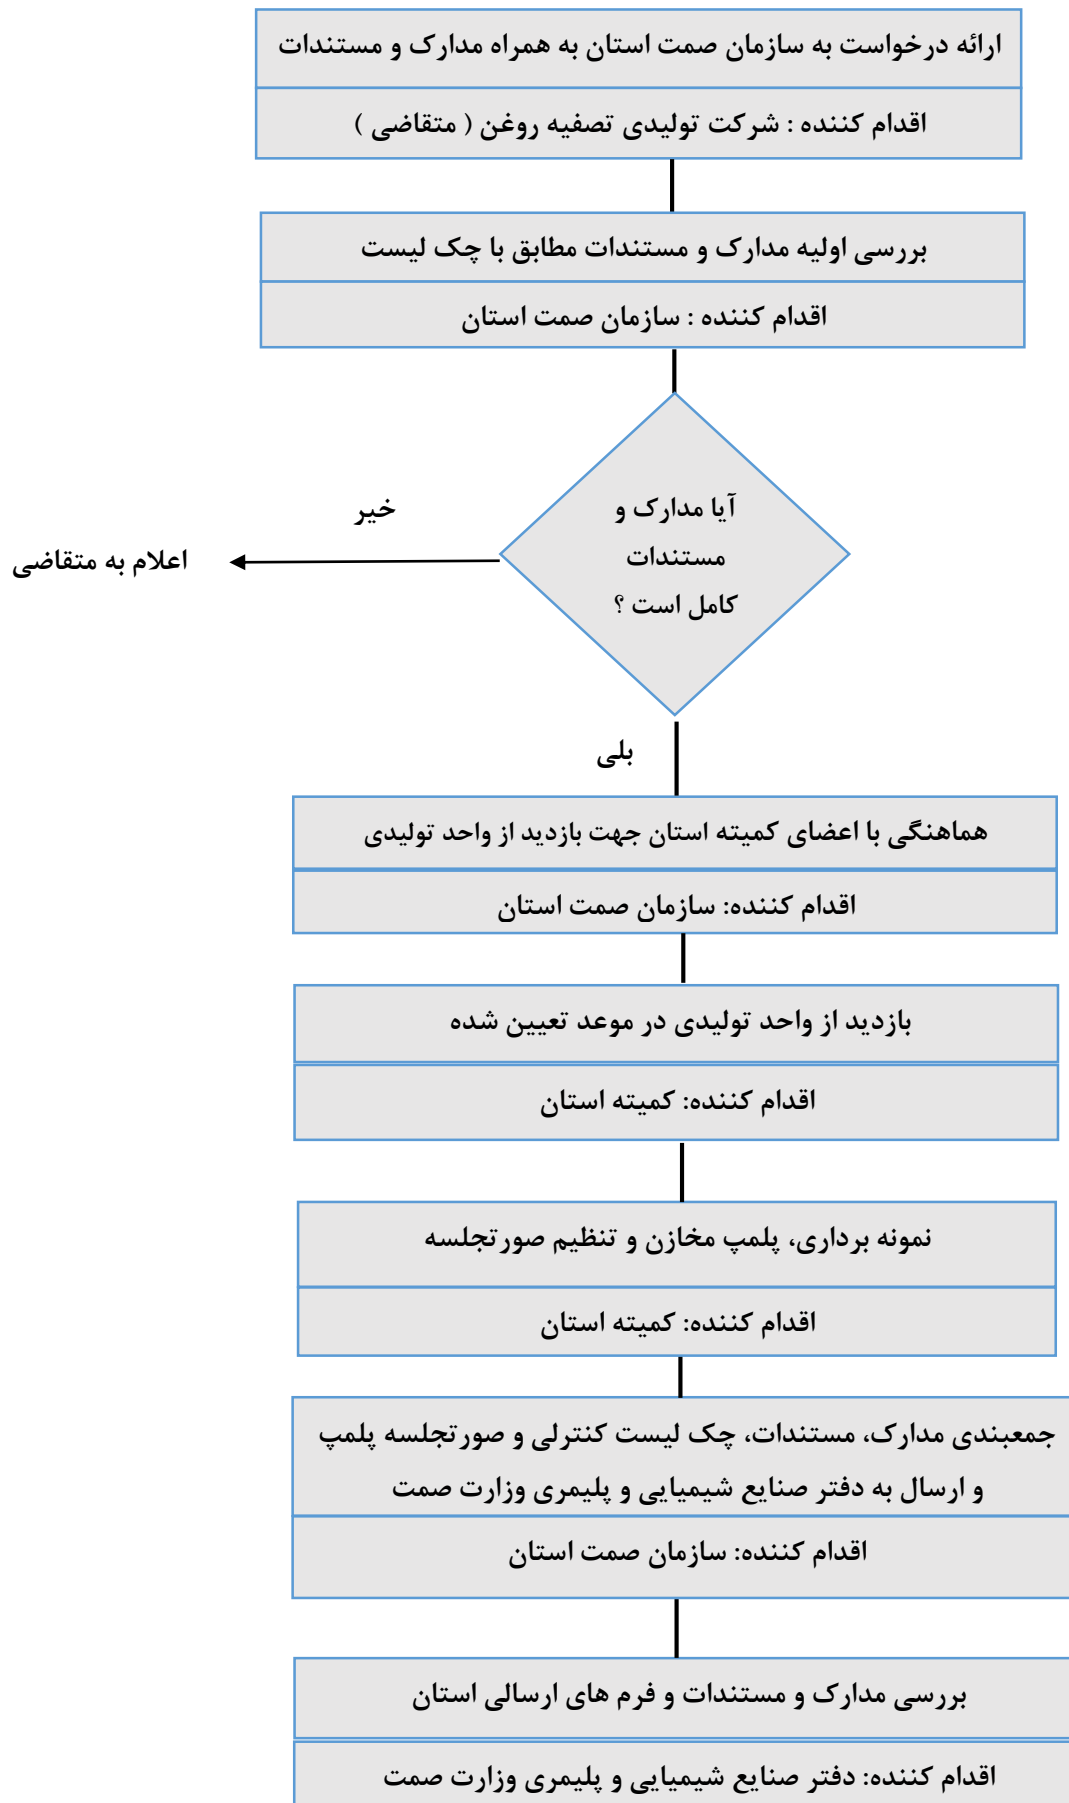 ارائه درخواست به سازمان صمت استان به همراه مدارک و مستندات
اقدام کننده : شرکت تولیدی تصفیه روغن ( متقاضی )
بررسی اولیه مدارک و مستندات مطابق با چک لیست
اقدام کننده : سازمان صمت استان
آیا مدارک و
مستندات
کامل است ؟
خیر
اعلام به متقاضی
بلی
هماهنگی با اعضای کمیته استان جهت بازدید از واحد تولیدی
اقدام کننده: سازمان صمت استان
بازدید از واحد تولیدی در موعد تعیین شده
اقدام کننده: کمیته استان
نمونه برداری، پلمپ مخازن و تنظیم صورتجلسه
اقدام کننده: کمیته استان
جمعبندی مدارک، مستندات، چک لیست کنترلی و صورتجلسه پلمپ
و ارسال به دفتر صنایع شیمیایی و پلیمری وزارت صمت
اقدام کننده: سازمان صمت استان
بررسی مدارک و مستندات و فرم های ارسالی استان
اقدام کننده: دفتر صنایع شیمیایی و پلیمری وزارت صمت